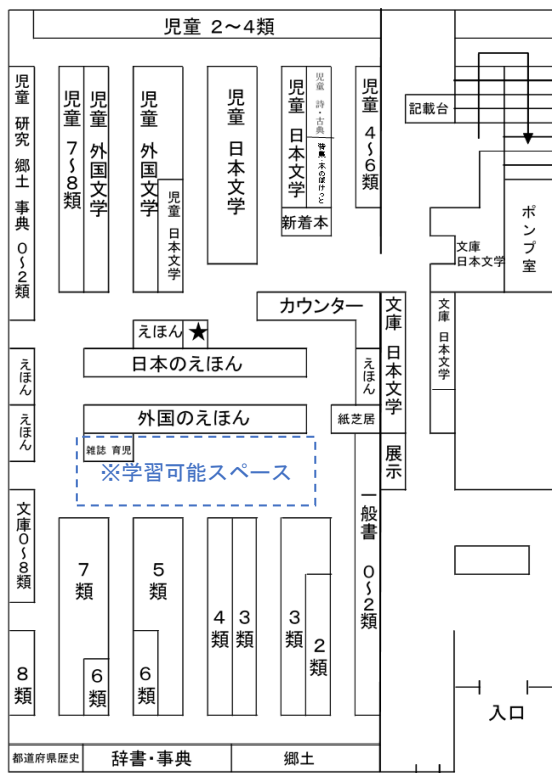 児童 2～4類
児童 研究 郷土 事典 0～2類
児童 7～8類
児童 外国文学
児童 外国文学
児童 日本文学
児童 日本文学
児童 日本文学
児童 詩・古典
新着本
児童 4～6類
記載台
ポンプ室
文庫
日本文学
カウンター
文庫 日本文学
文庫 日本文学
えほん
★
日本のえほん
えほん
えほん
えほん
外国のえほん
紙芝居
展示
雑誌 育児
※学習可能スペース
文庫0～8類
一般書 0～2類
7類
5類
4類
3類
3類
2類
8類
6類
6類
入口
都道府県歴史
辞書・事典
郷土